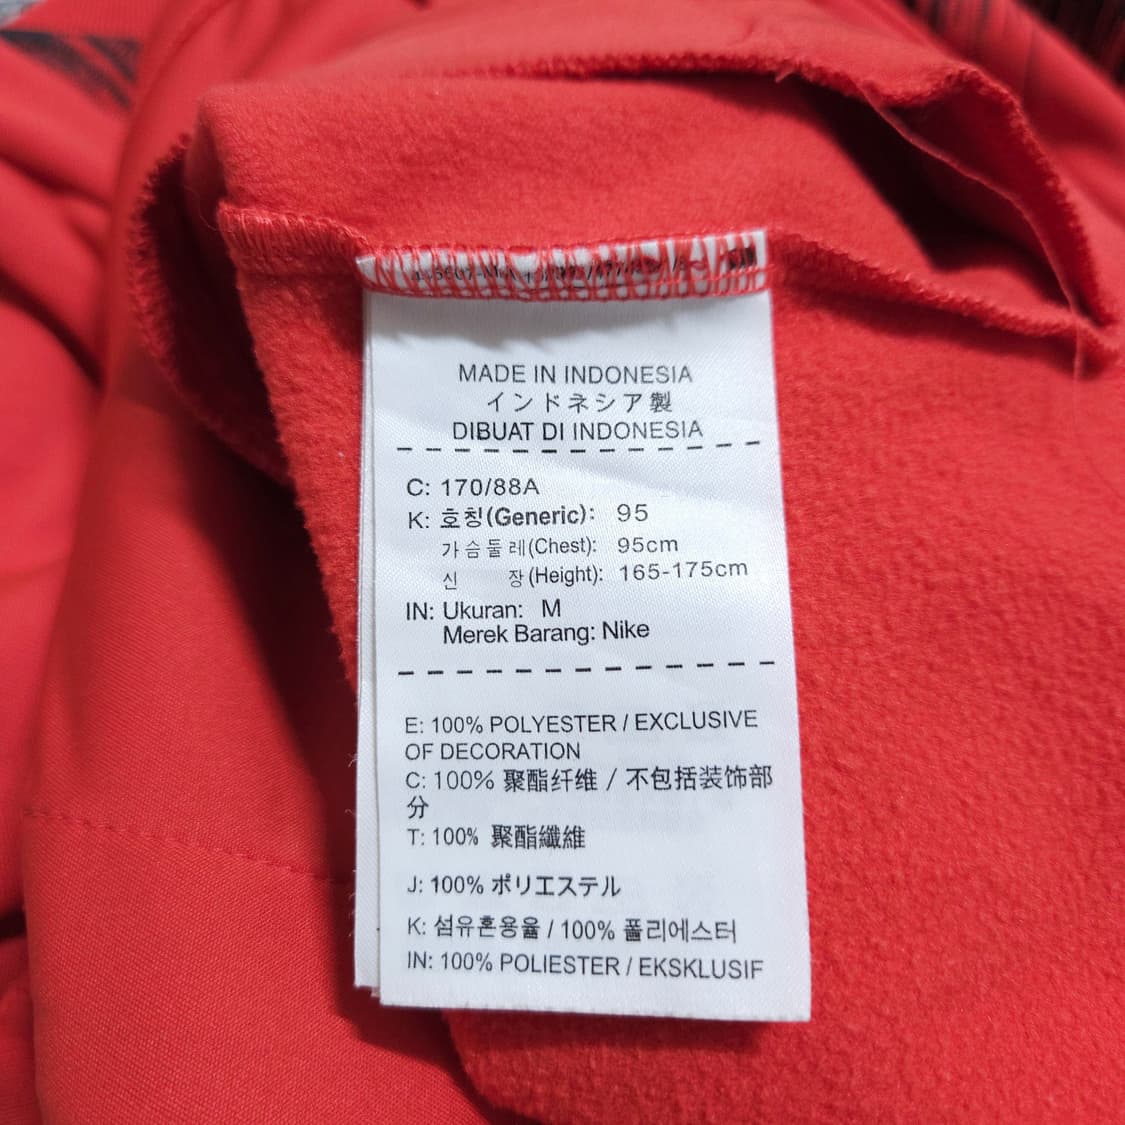 MADE IN INDONESIA
インドネシア製
DIBUAT DI INDONESIA
C: 170/88A
K: 호칭(Generic): 95
가슴둘레(Chest): 95cm
신 장(Height): 165-175cm
IN: Ukuran: M
Merek Barang: Nike
E: 100% POLYESTER / EXCLUSIVE
OF DECORATION
C: 100% 聚酯纤维 / 不包括装饰部
分
T: 100% 聚酯纖維
J: 100% ポリエステル
K: 섬유혼용율 / 100% 폴리에스터
IN: 100% POLIESTER / EKSKLUSIF